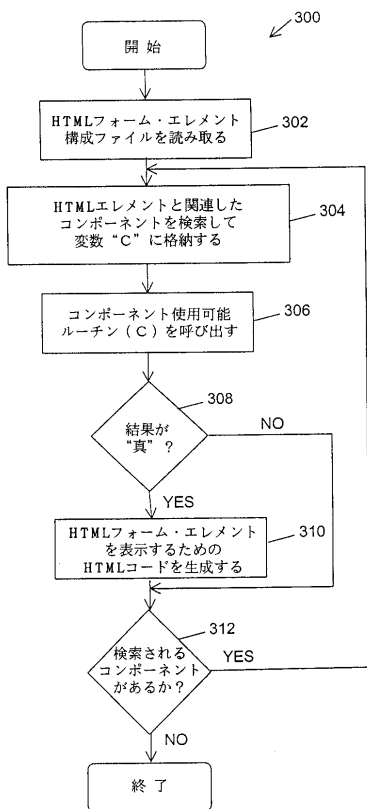 300
開 始
HTMLフォーム・エレメント
構成ファイルを読み取る
302
HTMLエレメントと関連した
コンポーネントを検索して
変数“C”に格納する
304
コンポーネント使用可能
ルーチン(C)を呼び出す
306
308
結果が
“真”?
NO
YES
HTMLフォーム・エレメント
を表示するための
HTMLコードを生成する
310
312
検索される
コンポーネント
があるか?
YES
NO
終 了